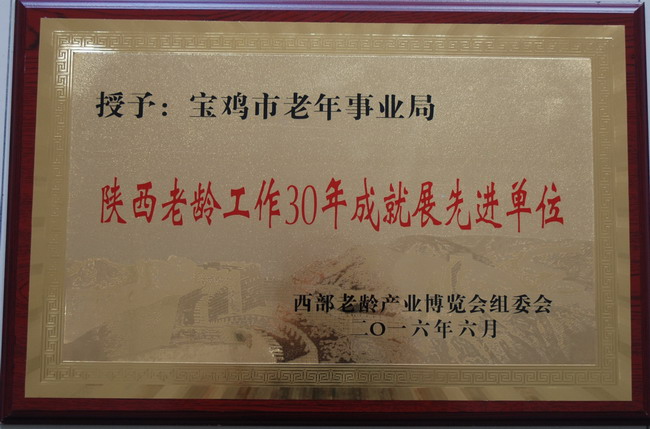 授予：宝鸡市老年事业局
陕西老龄工作30年成就展先进单位
西部老龄产业博览会组委会
二〇一六年六月